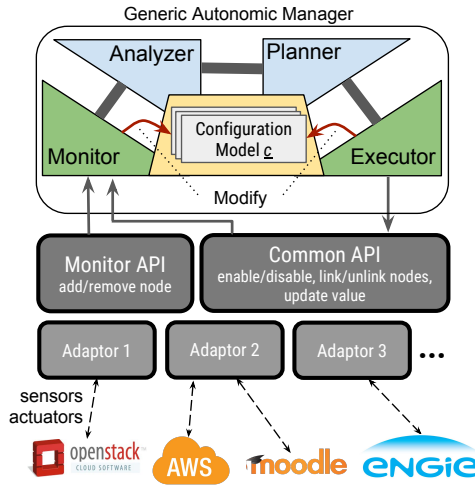 Generic Autonomic Manager
Analyzer
Planner
Configuration
Model c
Monitor
Executor
Modify
Monitor API
add/remove node
Common API
enable/disable, link/unlink nodes,
update value
Adaptor 1
Adaptor 2
Adaptor 3
...
sensors
actuators
openstack™
CLOUD SOFTWARE
AWS
moodle
ENGIE